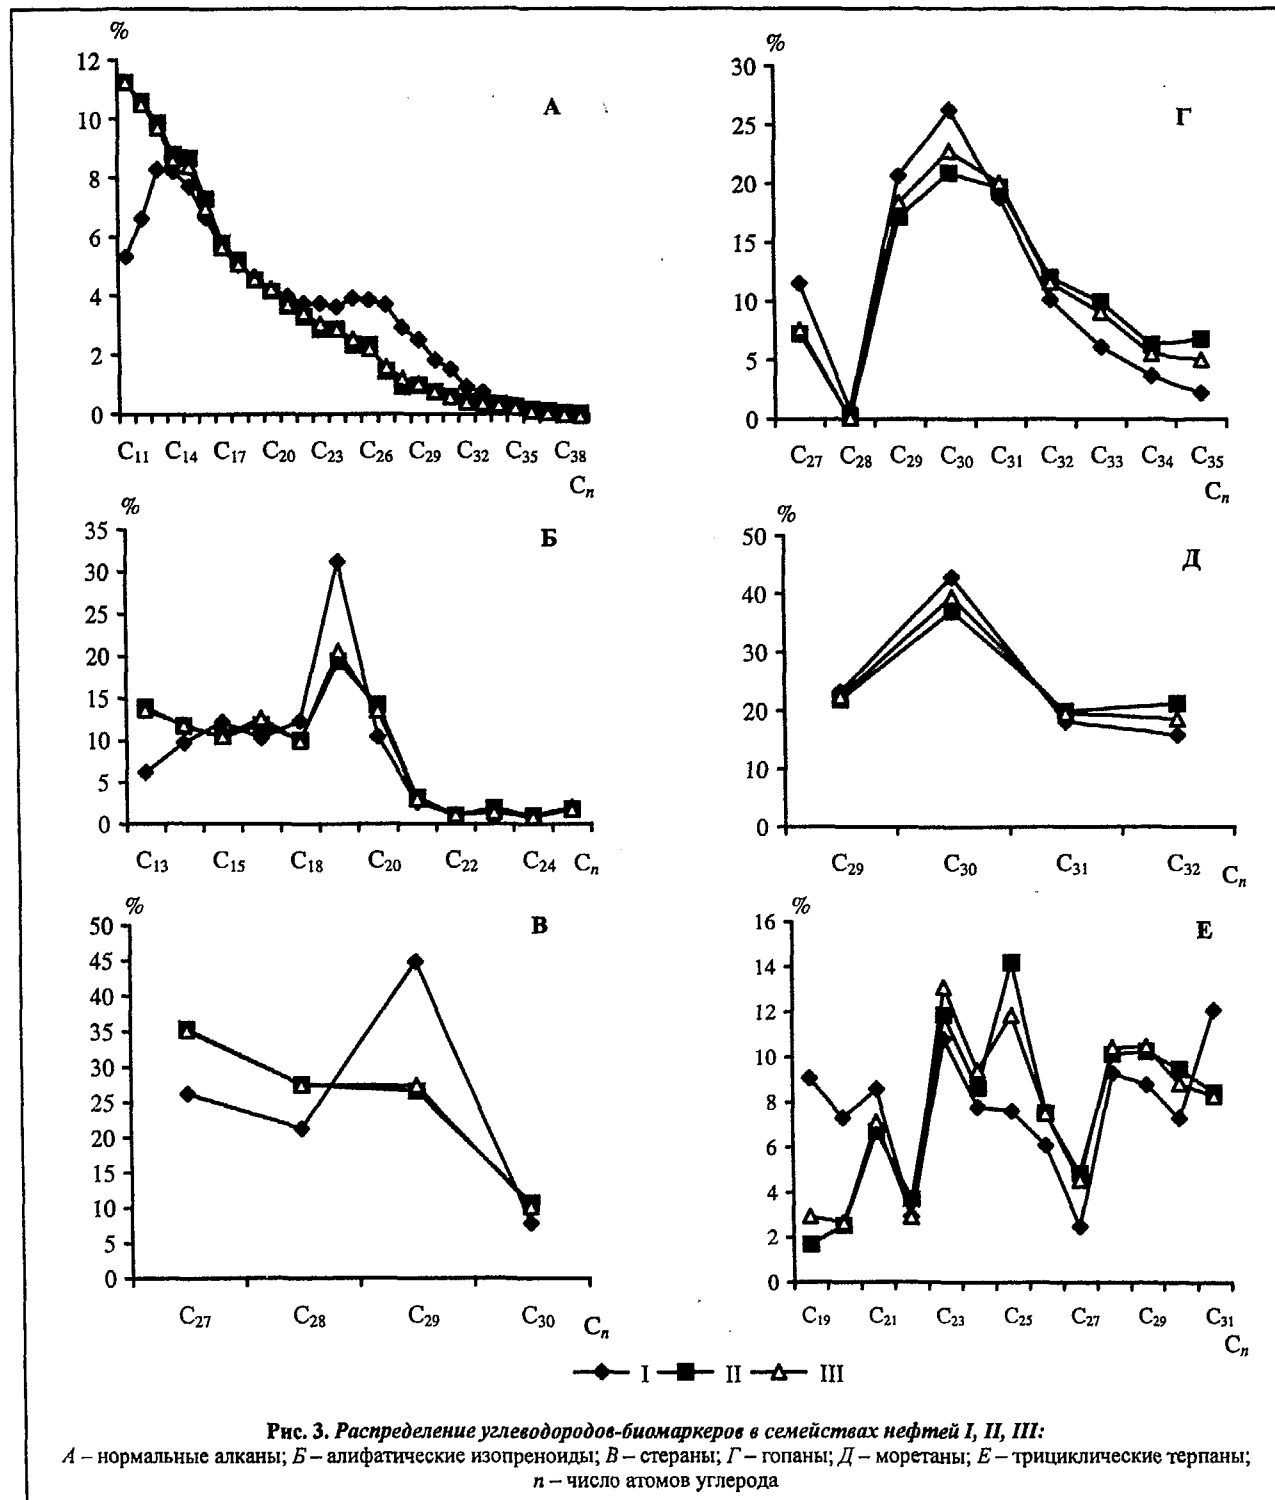 %
12
10
8
6
4
2
0
А
C11 C14 C17 C20 C23 C26 C29 C32 C35 C38
Cn
%
35
30
25
20
15
10
5
0
Б
C13 C15 C18 C20 C22 C24 Cn
%
50
45
40
35
30
25
20
15
10
5
0
В
C27 C28 C29 C30 Cn
%
30
25
20
15
10
5
0
Г
C27 C28 C29 C30 C31 C32 C33 C34 C35
Cn
%
50
40
30
20
10
0
Д
C29 C30 C31 C32 Cn
%
16
14
12
10
8
6
4
2
0
Е
C19 C21 C23 C25 C27 C29 C31
Cn
I II III
Рис. 3. Распределение углеводородов-биомаркеров в семействах нефтей I, II, III:
А – нормальные алканы; Б – алифатические изопреноиды; В – стераны; Г – гопаны; Д – моретаны; Е – трициклические терпаны;
n – число атомов углерода